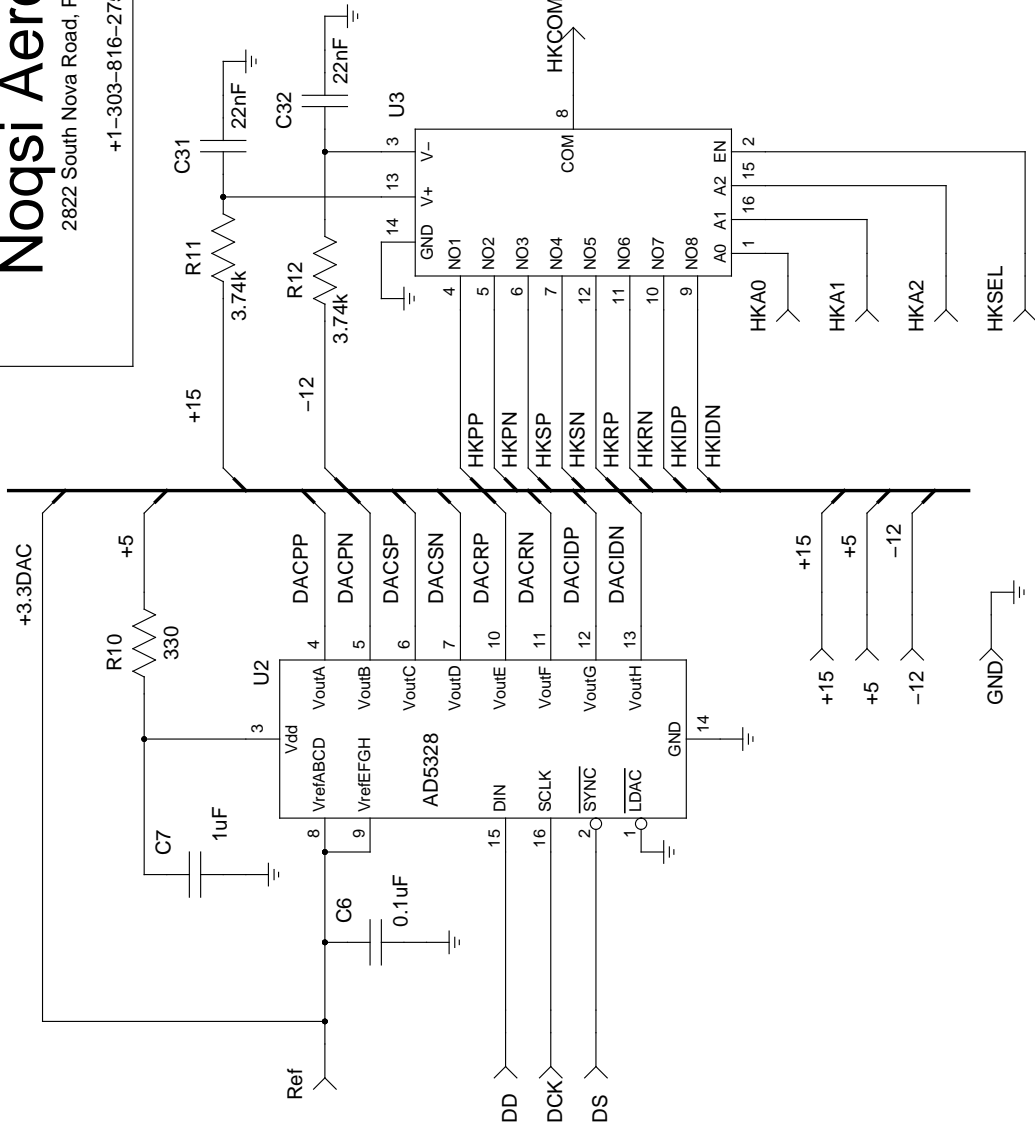 Noqsi Aero
2822 South Nova Road,
+1–303–816–27
+3.3DAC
+5
R10
330
C7
1uF
Ref
C6
0.1uF
DD
DCK
DS
U2
AD5328
3
Vdd
8
VrefABCD
9
VrefEFGH
15
DIN
16
SCLK
2
SYNC
1
LDAC
GND
14
VoutA
4
DACPP
VoutB
5
DACPN
VoutC
6
DACSP
VoutD
7
DACSN
VoutE
10
DACRP
VoutF
11
DACRN
VoutG
12
DACIDP
VoutH
13
DACIDN
+15
R11
3.74k
C31
22nF
–12
R12
3.74k
C32
22nF
U3
3
V–
13
V+
14
GND
HKPP
4
NO1
HKPN
5
NO2
HKSP
6
NO3
HKSN
7
NO4
HKRP
12
NO5
HKRN
11
NO6
HKIDP
10
NO7
HKIDN
9
NO8
COM
8
HKCOM
A0
1
HKA0
A1
16
HKA1
A2
15
HKA2
EN
2
HKSEL
+15
+15
+5
+5
–12
–12
GND